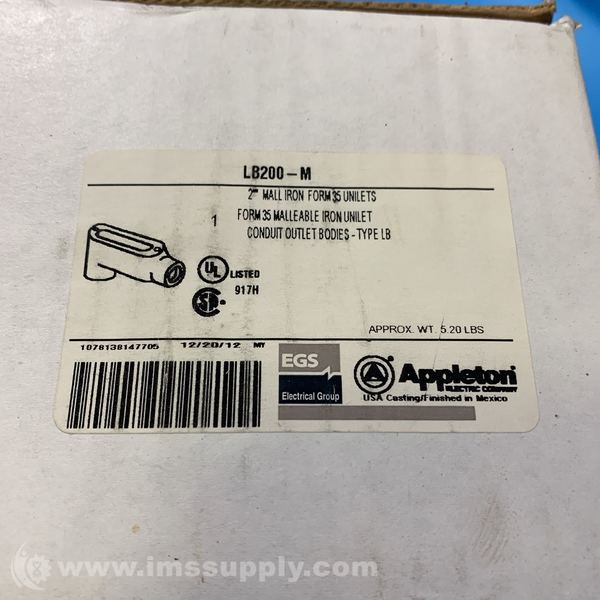 LB200-M
2" MALL IRON FORM 35 UNILETS
1 FORM 35 MALLEABLE IRON UNILET
CONDUIT OUTLET BODIES - TYPE LB
UL LISTED
917H
SA
APPROX. WT. 5.20 LBS
1078138147705 12/20/12 MY
EGS
Electrical Group
A Appleton
ELECTRIC COMPANY
USA Casting/Finished in Mexico
www.imssupply.com